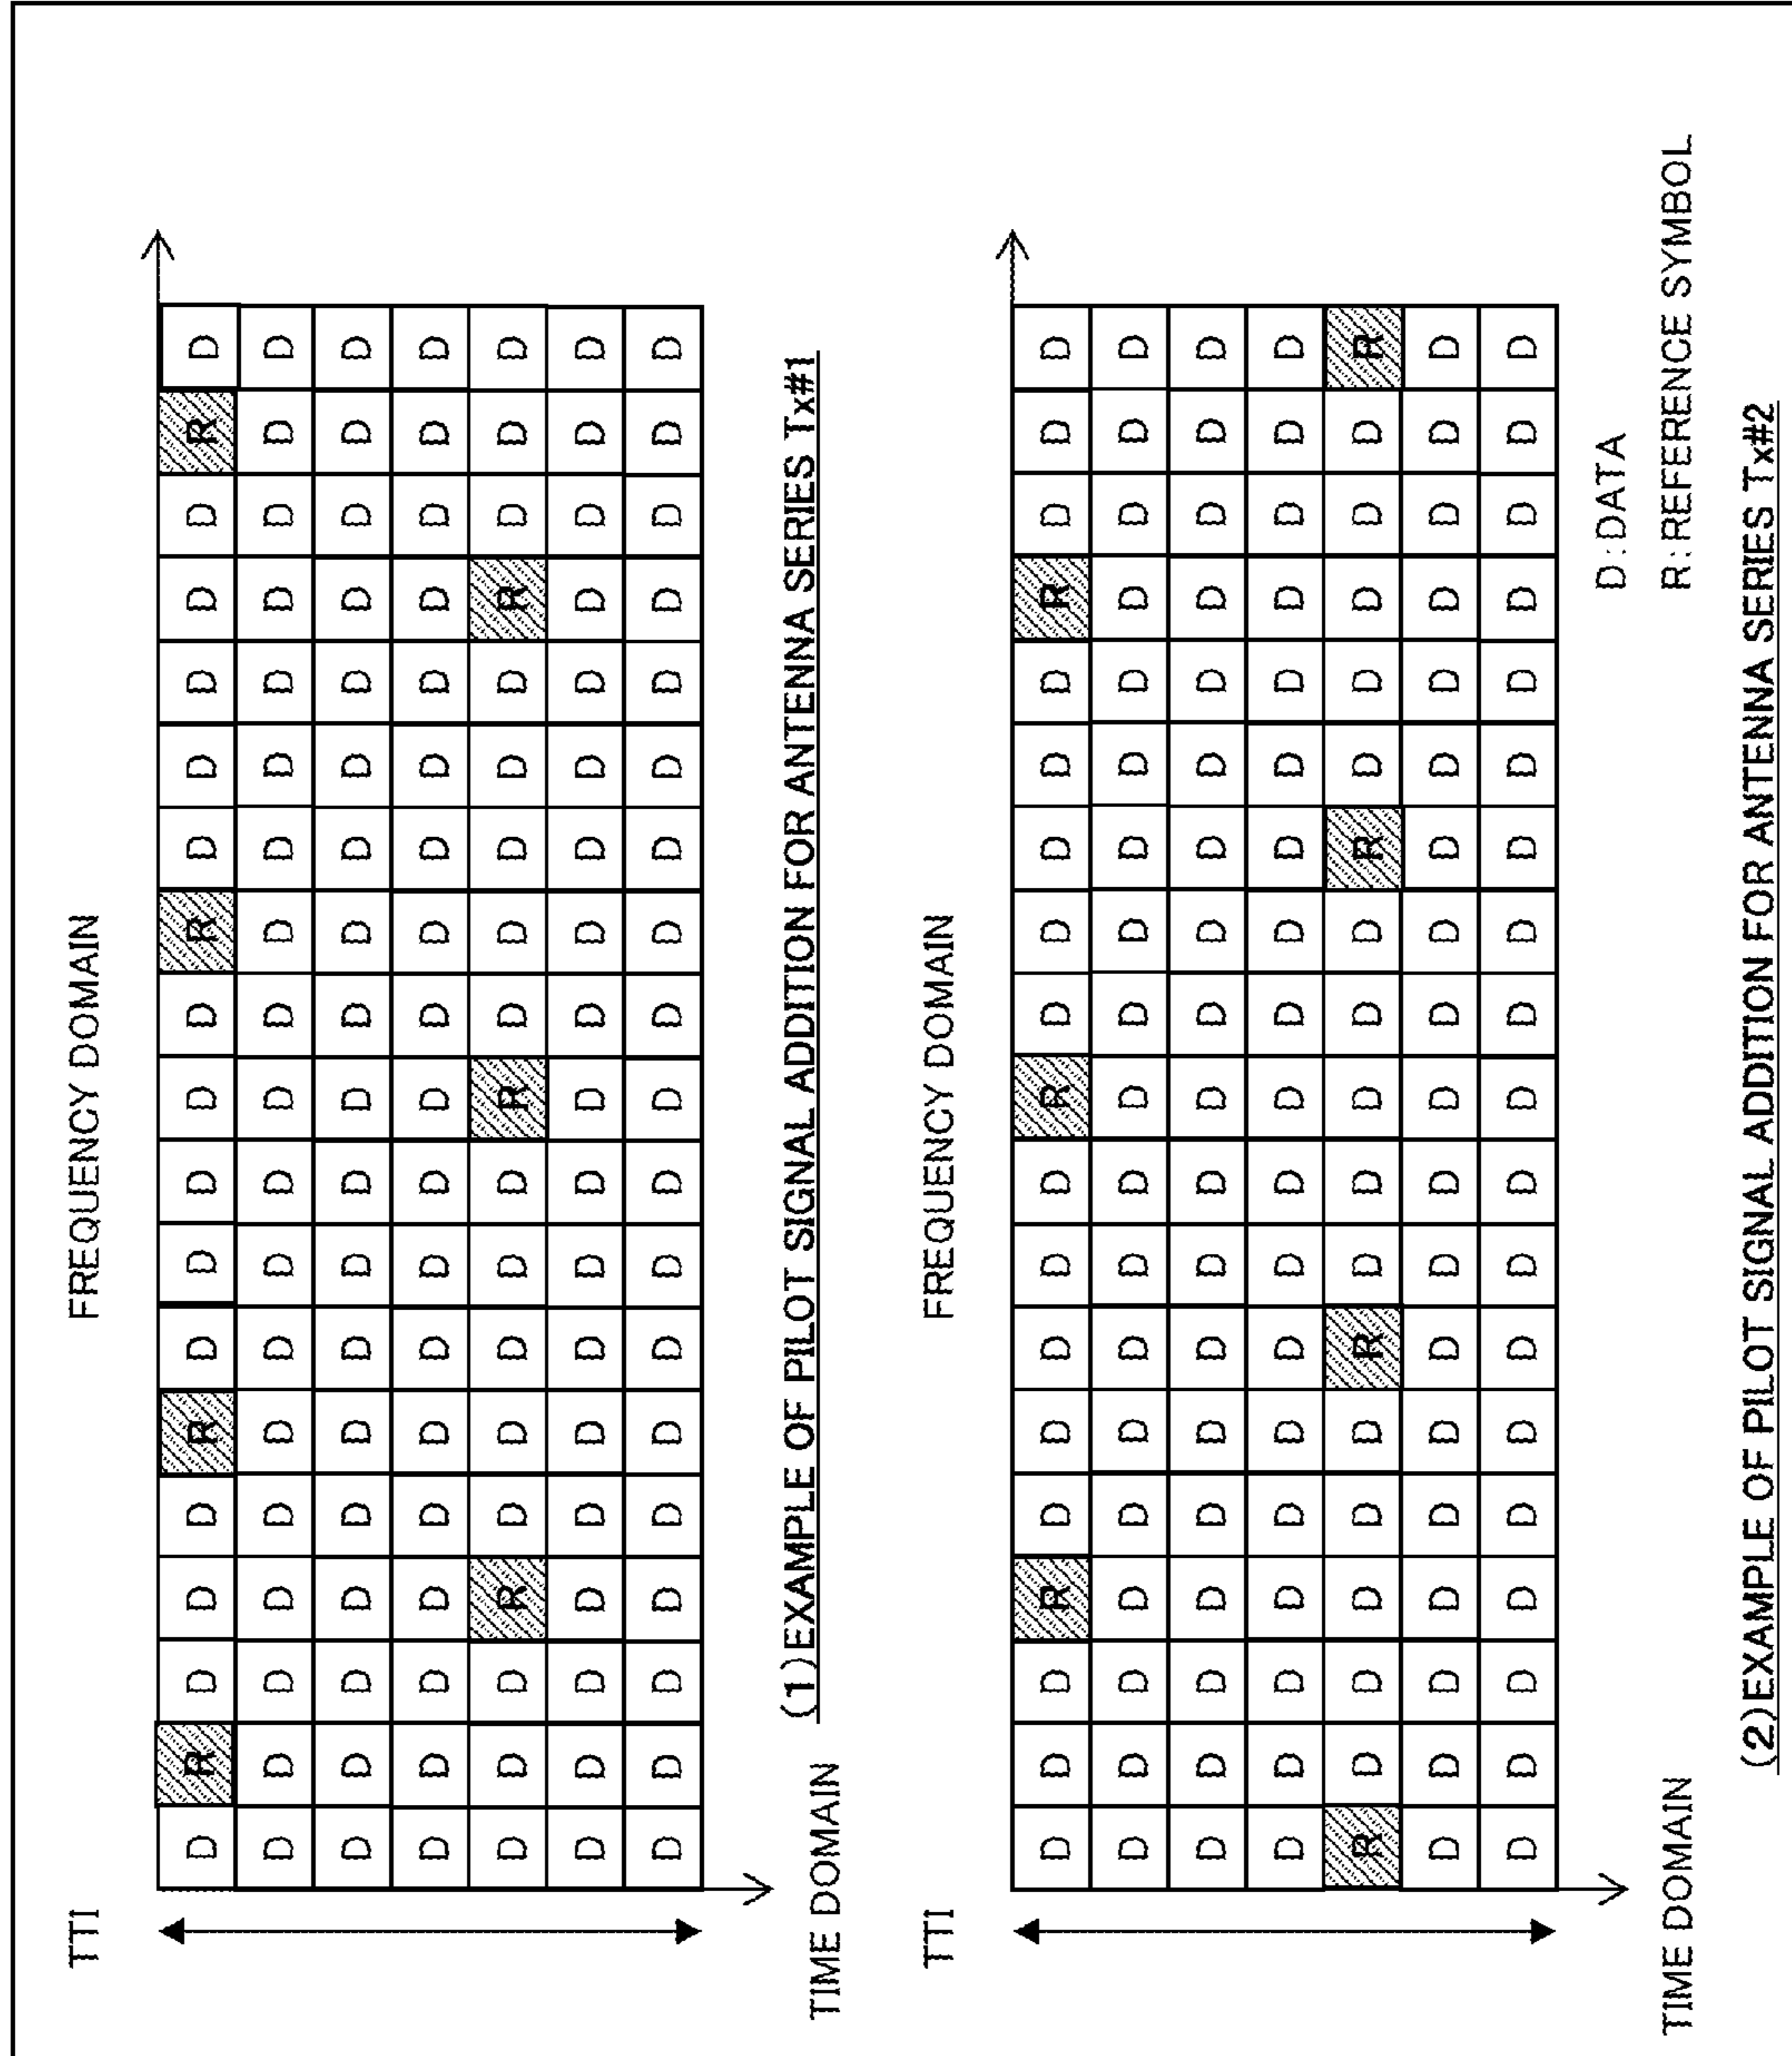 TTI
FREQUENCY DOMAIN
D R D D D R D D D D D R D D D D D R D
D D D D D D D D D D D D D D D D D D D
D D D D D D D D D D D D D D D D D D D
D D D D D D D D D D D D D D D D D D D
D D D R D D D D D R D D D D D R D D D
D D D D D D D D D D D D D D D D D D D
D D D D D D D D D D D D D D D D D D D
TIME DOMAIN
(1)EXAMPLE OF PILOT SIGNAL ADDITION FOR ANTENNA SERIES Tx#1
TTI
FREQUENCY DOMAIN
D D D R D D D D D R D D D D D R D D D
D D D D D D D D D D D D D D D D D D D
D D D D D D D D D D D D D D D D D D D
D D D D D D D D D D D D D D D D D D D
R D D D D D R D D D D D R D D D D D R
D D D D D D D D D D D D D D D D D D D
D D D D D D D D D D D D D D D D D D D
D:DATA
TIME DOMAIN
R:REFERENCE SYMBOL
(2)EXAMPLE OF PILOT SIGNAL ADDITION FOR ANTENNA SERIES Tx#2